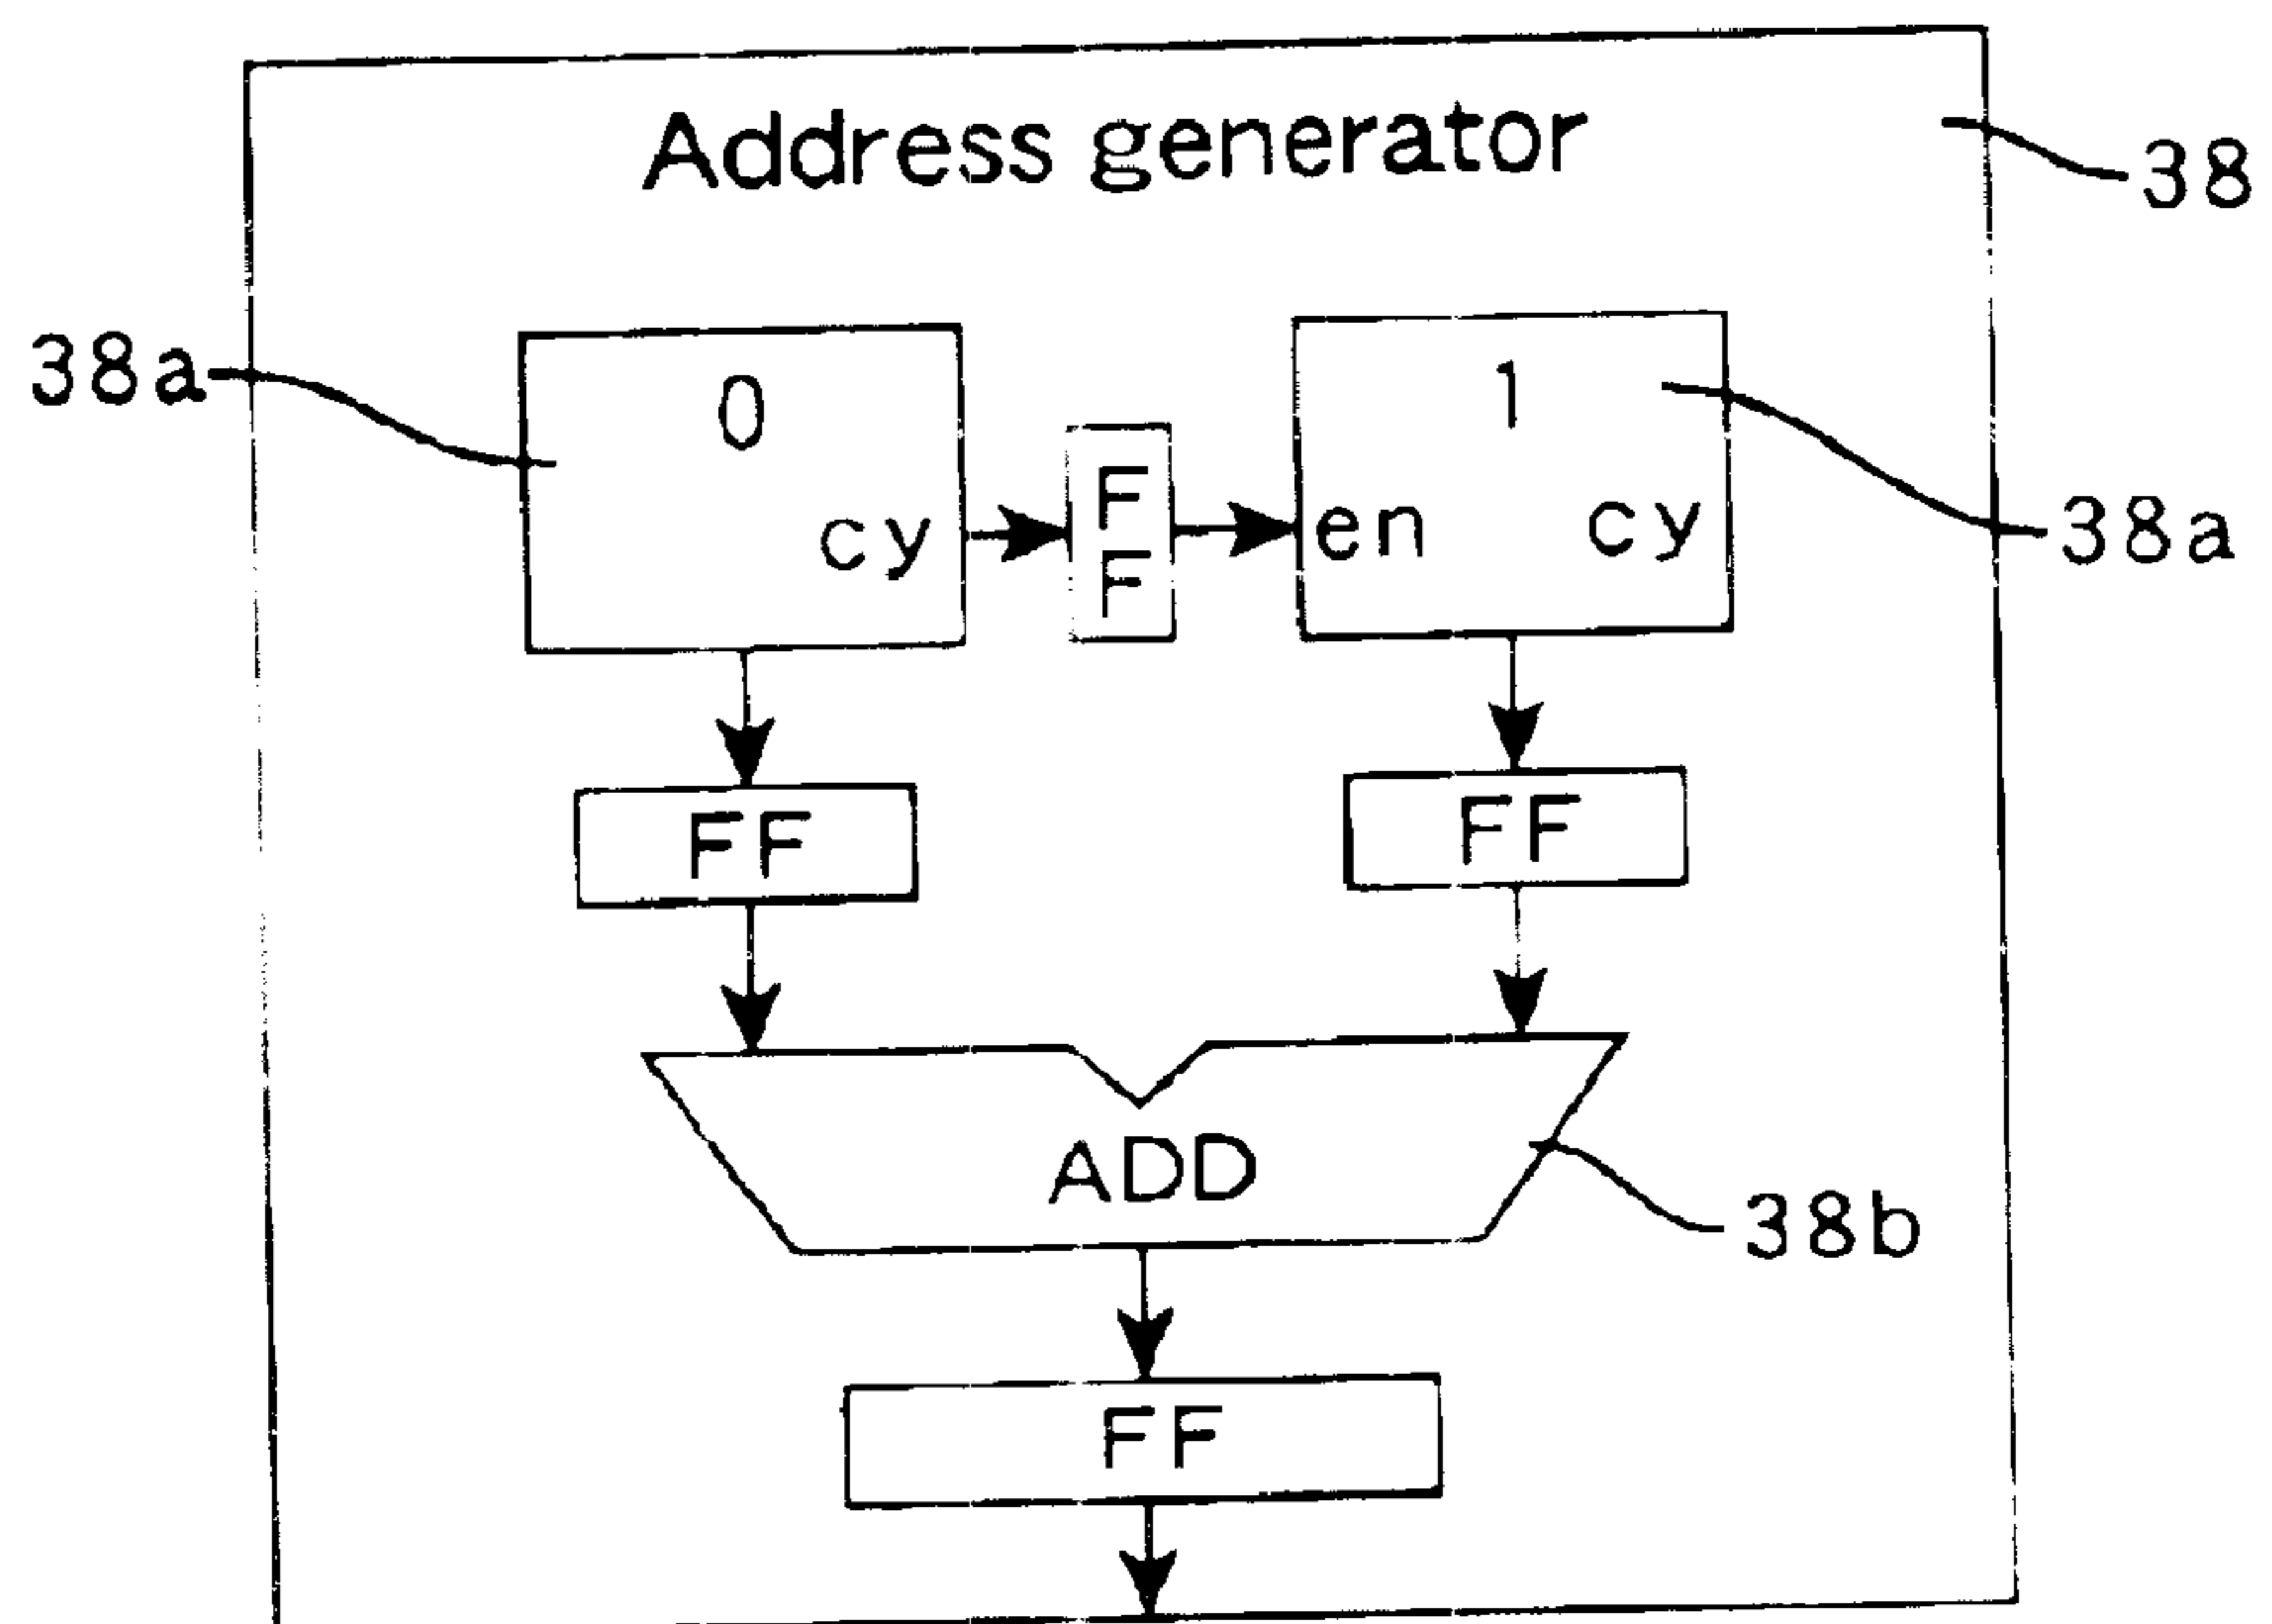 Address generator
38
38a
0
cy
F
F
1
en
cy
38a
FF
FF
ADD
38b
FF